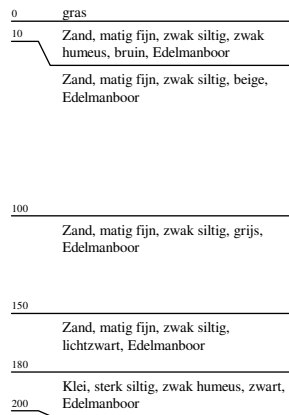 0 gras
10 Zand, matig fijn, zwak siltig, zwak
humeus, bruin, Edelmanboor
Zand, matig fijn, zwak siltig, beige,
Edelmanboor
100
Zand, matig fijn, zwak siltig, grijs,
Edelmanboor
150
Zand, matig fijn, zwak siltig,
lichtzwart, Edelmanboor
180
Klei, sterk siltig, zwak humeus, zwart,
200 Edelmanboor